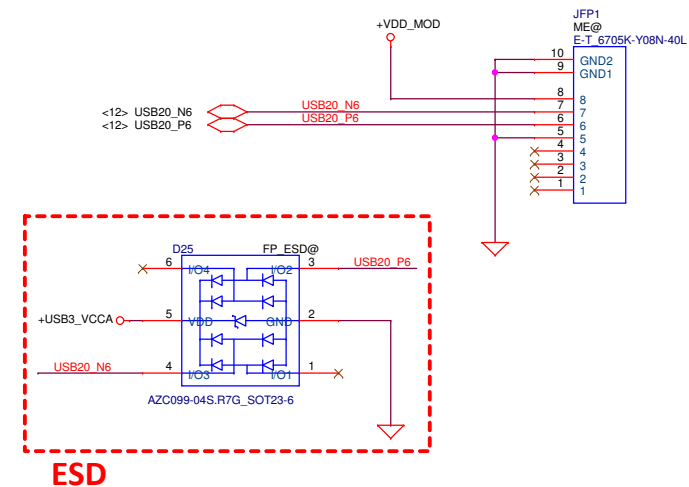 JFP1
ME@
E-T_6705K-Y08N-40L
+VDD_MOD
10 GND2
9 GND1
8 8
<12> USB20_N6 USB20_N6 7 7
<12> USB20_P6 USB20_P6 6 6
5 5
4 4
3 3
2 2
1 1
D25 FP_ESD@
6 I/O4 I/O2 3 USB20_P6
+USB3_VCCA 5 VDD GND 2
USB20_N6 4 I/O3 I/O1 1
AZC099-04S.R7G_SOT23-6
ESD